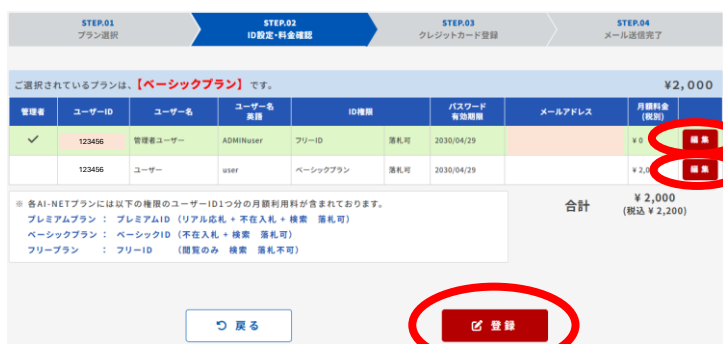 STEP.01
プラン選択
STEP.02
ID設定・料金確認
STEP.03
クレジットカード登録
STEP.04
メール送信完了
ご選択されているプランは、【ベーシックプラン】です。 ¥2,000
管理者 ユーザーID ユーザー名 ユーザー名英語 ID権限 パスワード有効期限 メールアドレス 月額料金(税別)
✓ 123456 管理者ユーザー ADMINuser フリーID 落札可 2030/04/29 ¥0 編集
123456 ユーザー user ベーシックプラン 落札可 2030/04/29 ¥2,0 編集
※ 各AI-NETプランには以下の権限のユーザーID1つ分の月額利用料が含まれております。
プレミアムプラン ： プレミアムID （リアル応札 + 不在入札 + 検索 落札可）
ベーシックプラン ： ベーシックID （不在入札 + 検索 落札可）
フリープラン ： フリーID （閲覧のみ 検索 落札不可）
合計 ¥ 2,000
(税込 ¥ 2,200)
戻る
登録